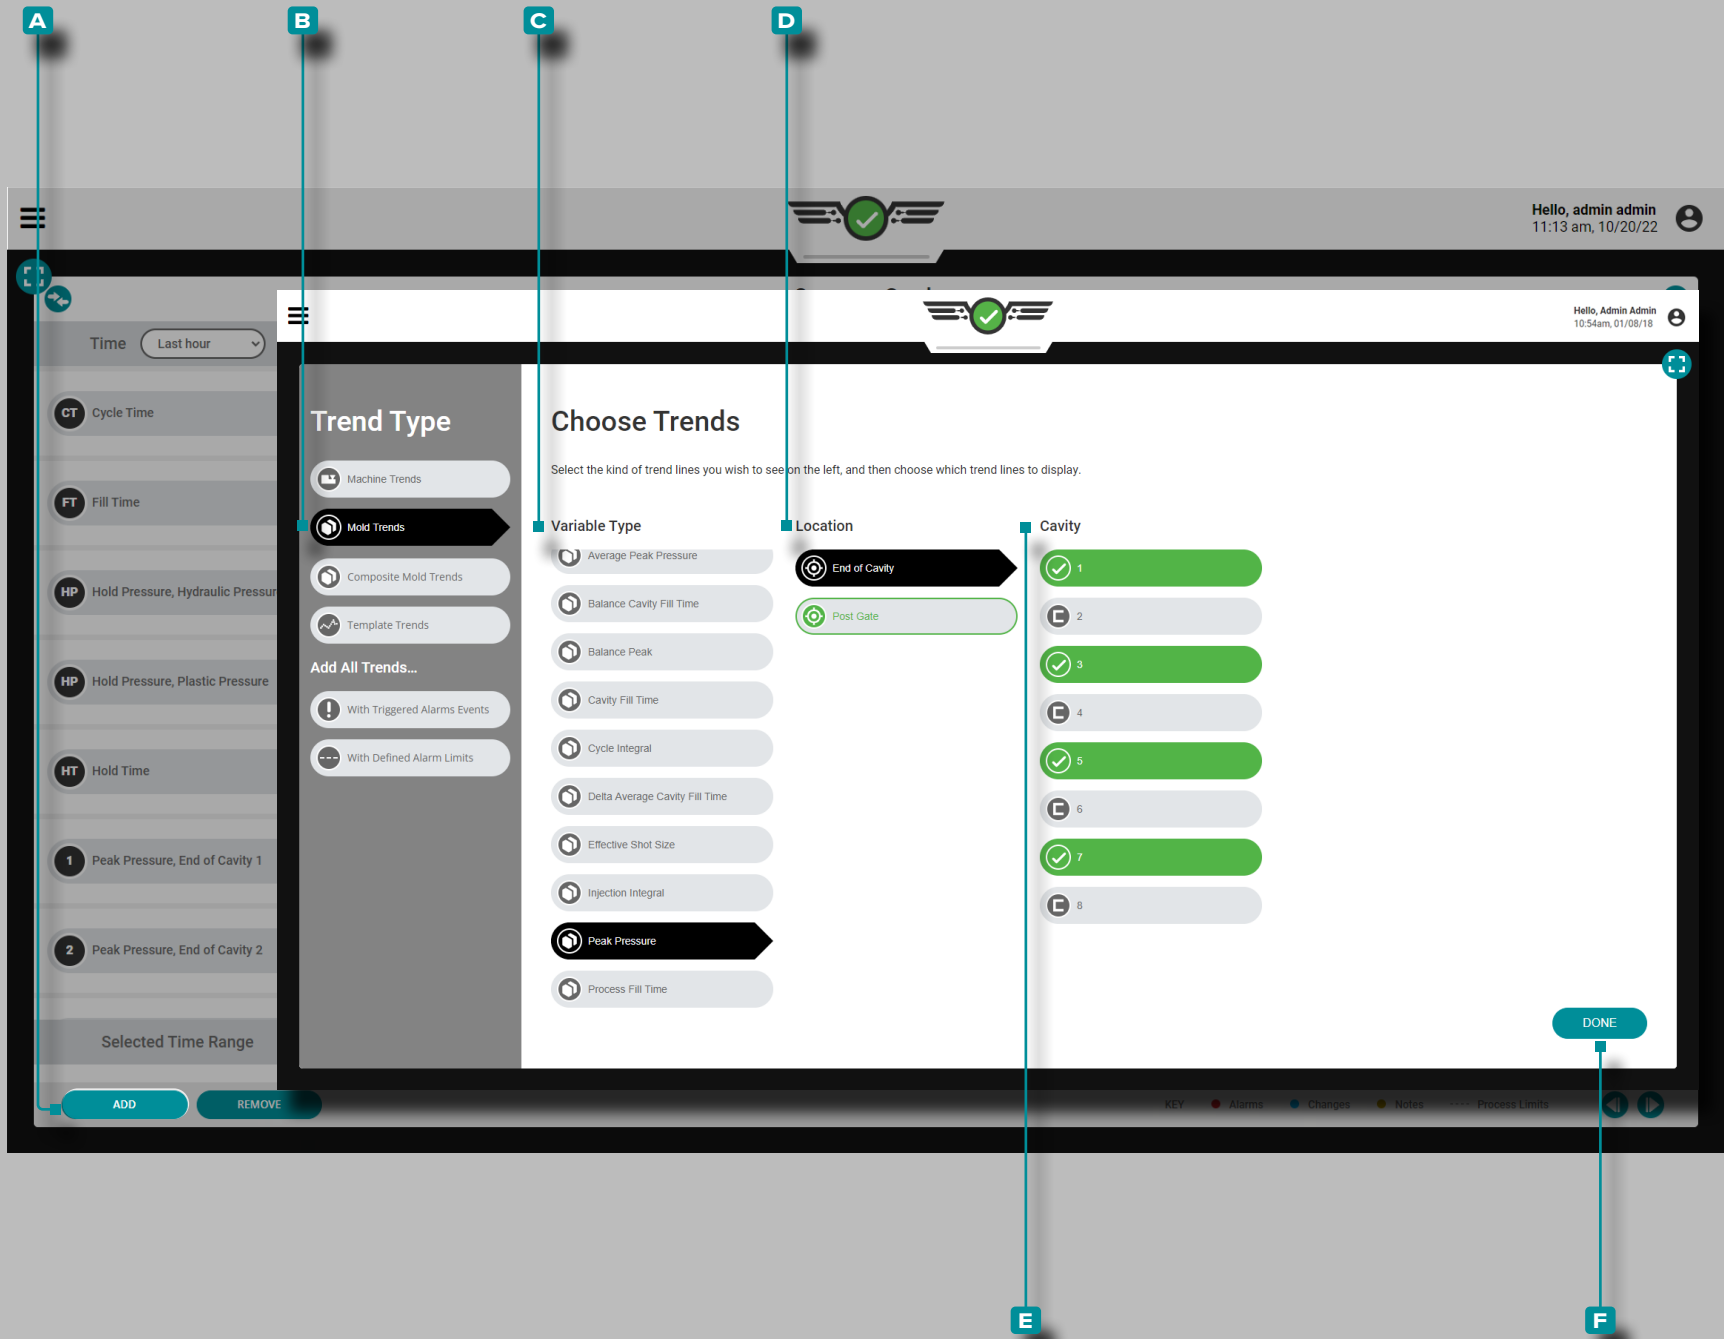 A
B
C
D
Hello, admin admin
11:13 am, 10/20/22
Time
Last hour
CT
Cycle Time
FT
Fill Time
HP
Hold Pressure, Hydraulic Pressur
HP
Hold Pressure, Plastic Pressure
HT
Hold Time
1
Peak Pressure, End of Cavity 1
2
Peak Pressure, End of Cavity 2
Selected Time Range
ADD
REMOVE
Hello, Admin Admin
10:54am, 01/08/18
Trend Type
Machine Trends
Mold Trends
Composite Mold Trends
Template Trends
Add All Trends...
With Triggered Alarms Events
With Defined Alarm Limits
Choose Trends
Select the kind of trend lines you wish to see on the left, and then choose which trend lines to display.
Variable Type
Average Peak Pressure
Balance Cavity Fill Time
Balance Peak
Cavity Fill Time
Cycle Integral
Delta Average Cavity Fill Time
Effective Shot Size
Injection Integral
Peak Pressure
Process Fill Time
Location
End of Cavity
Post Gate
Cavity
1
2
3
4
5
6
7
8
DONE
KEY
Alarms
Changes
Notes
Process Limits
E
F